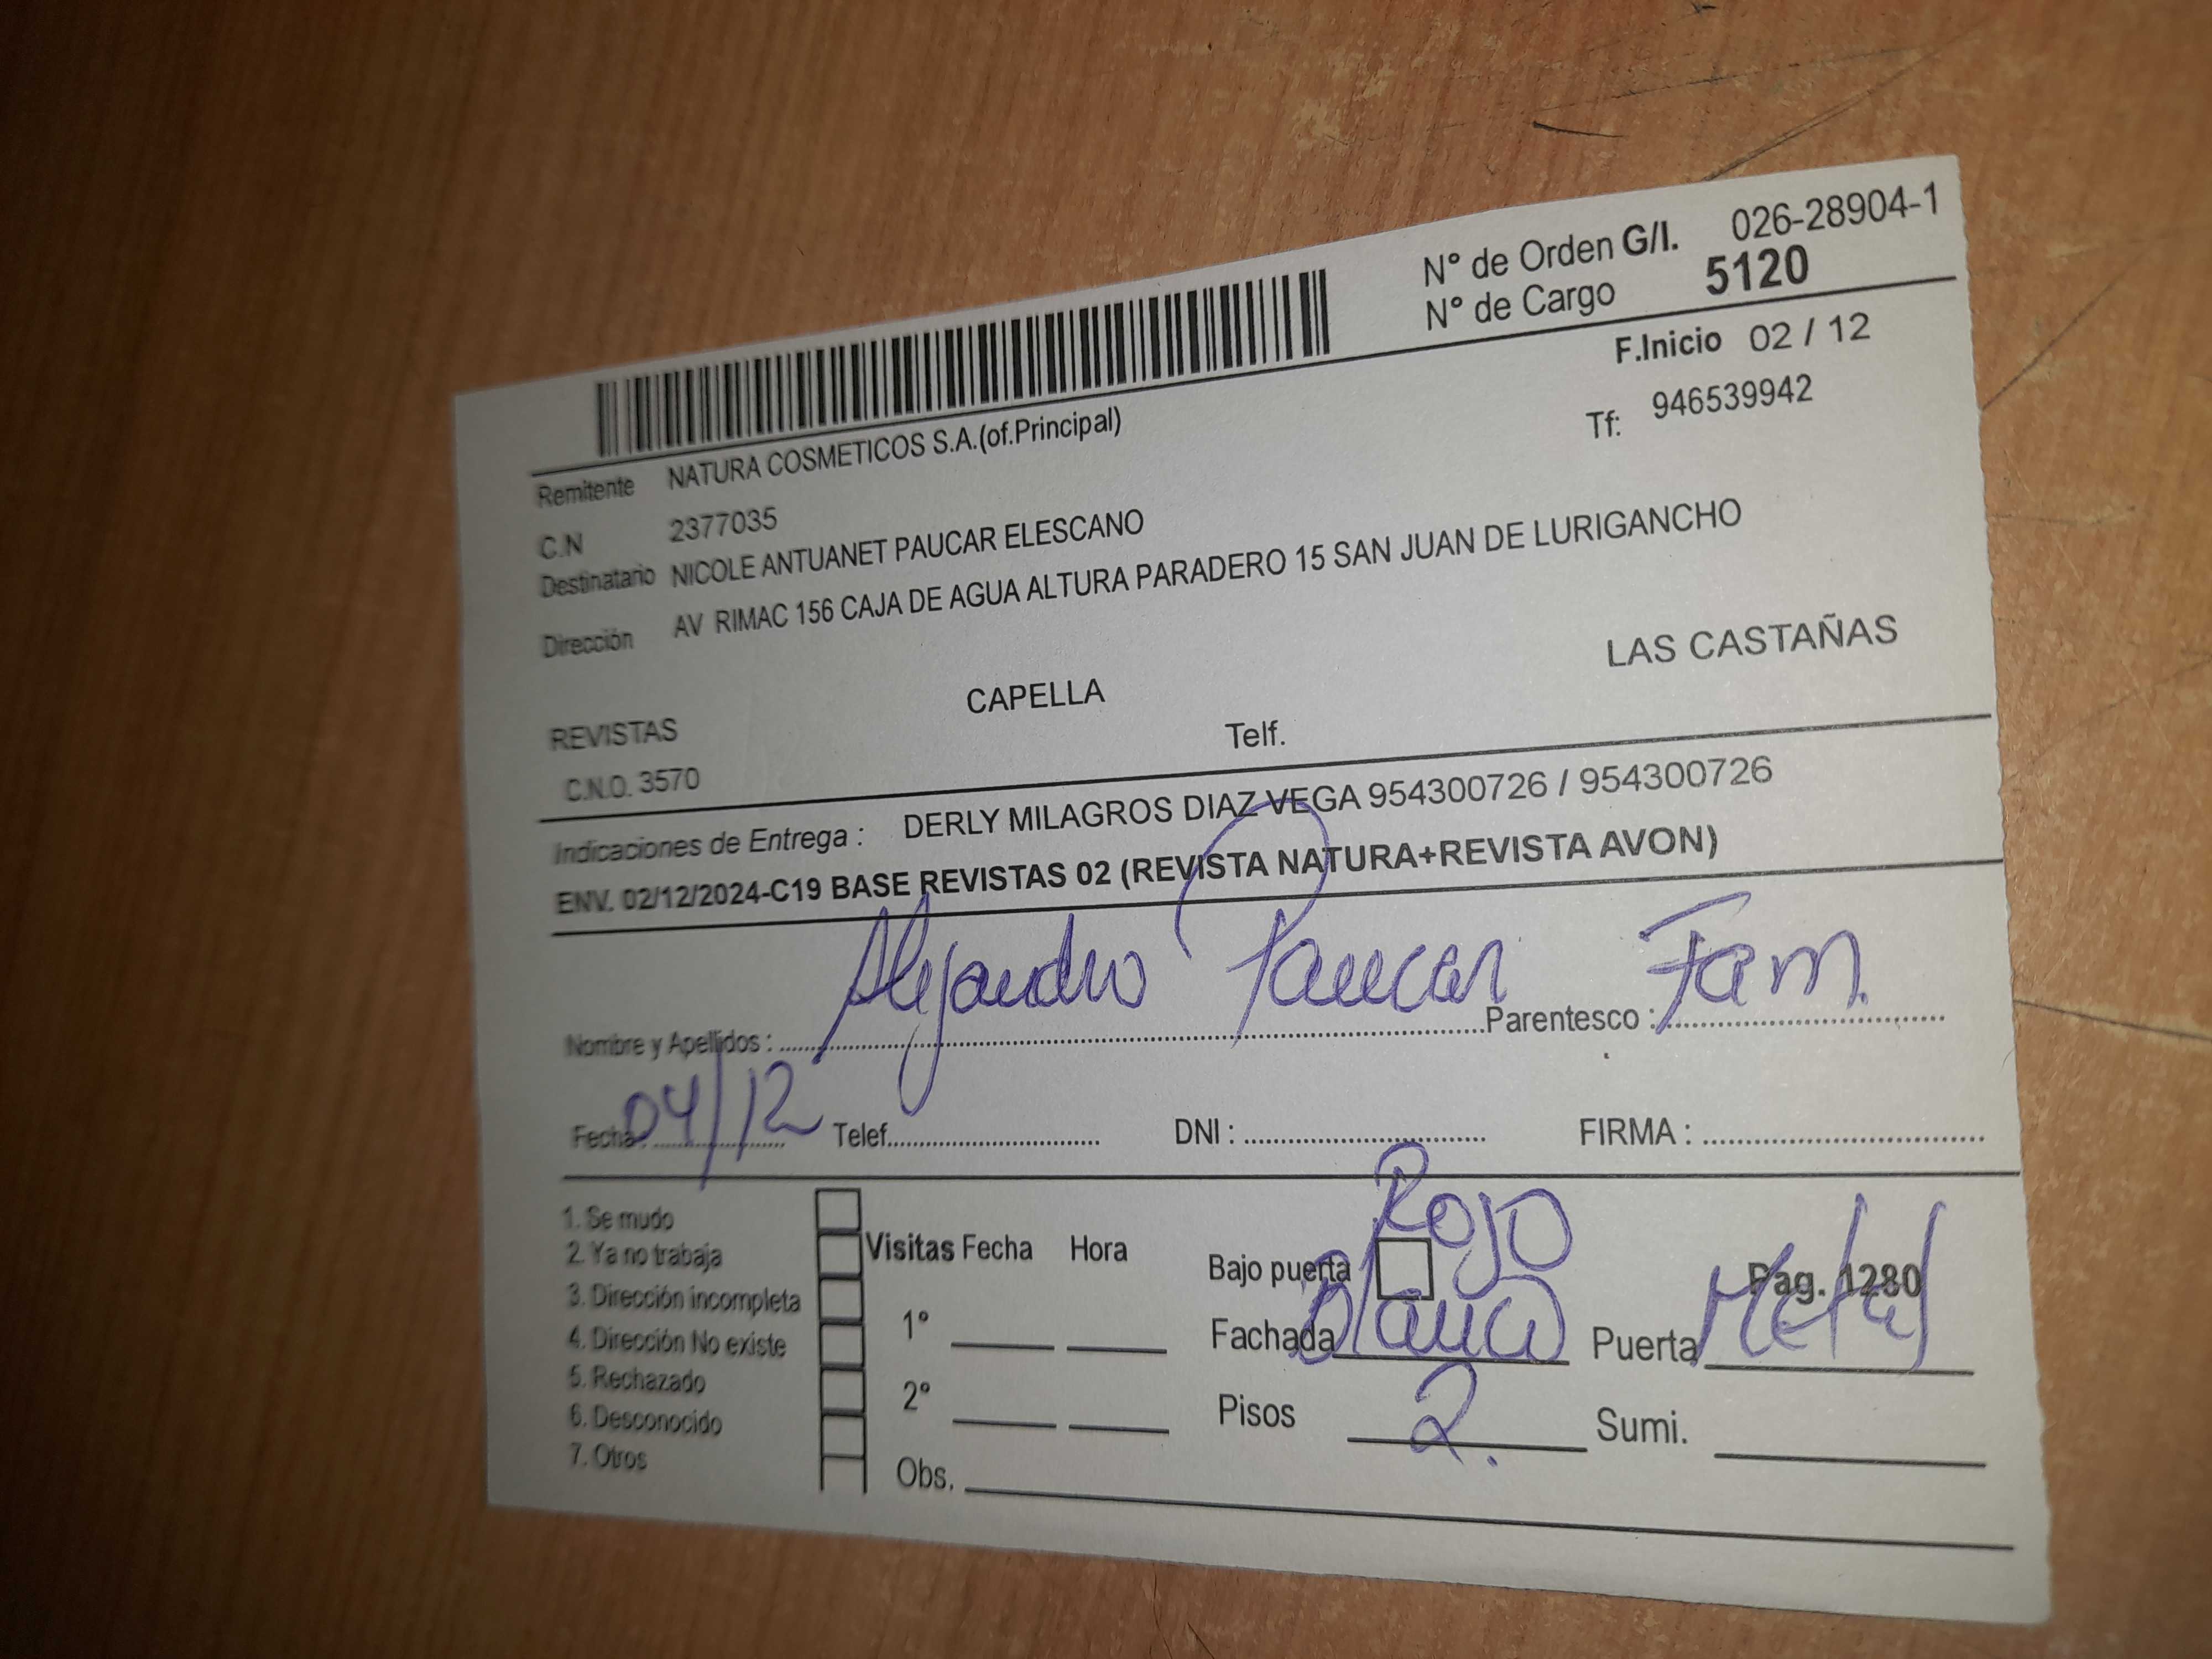 N° de Orden G/I. 026-28904-1
N° de Cargo 5120
F.Inicio 02 / 12
Remitente NATURA COSMETICOS S.A.(of.Principal) Tf: 946539942
C.N 2377035
Destinatario NICOLE ANTUANET PAUCAR ELESCANO
Dirección AV RIMAC 156 CAJA DE AGUA ALTURA PARADERO 15 SAN JUAN DE LURIGANCHO
LAS CASTAÑAS
REVISTAS CAPELLA
C.N.O. 3570 Telf.
Indicaciones de Entrega : DERLY MILAGROS DIAZ VEGA 954300726 / 954300726
ENV. 02/12/2024-C19 BASE REVISTAS 02 (REVISTA NATURA+REVISTA AVON)
Nombre y Apellidos : Alejandro Paucar Parentesco : Fam.
Fecha : 04/12 Telef. DNI : FIRMA :
1. Se mudo
2. Ya no trabaja
3. Dirección incompleta
4. Dirección No existe
5. Rechazado
6. Desconocido
7. Otros
Visitas Fecha Hora
1°
2°
Obs.
Rojo
Bajo puerta Pag. 1280
Fachada Blanco Puerta Metal
Pisos 2. Sumi.